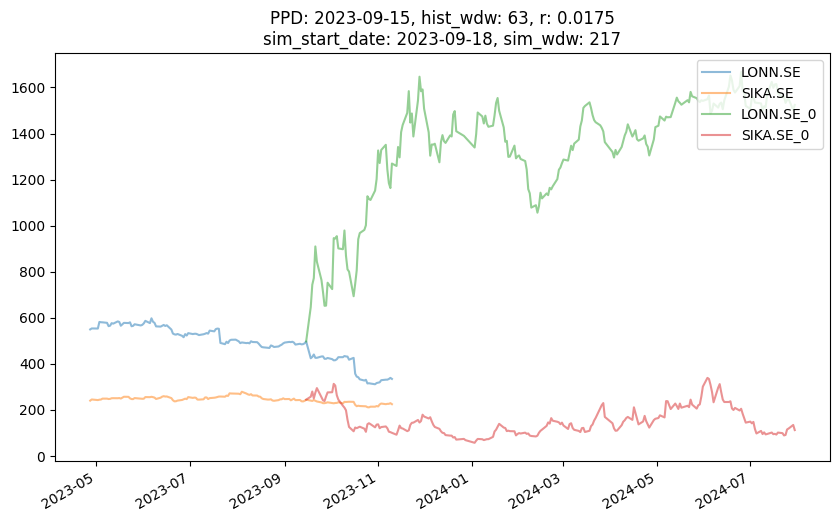 PPD: 2023-09-15, hist_wdw: 63, r: 0.0175
sim_start_date: 2023-09-18, sim_wdw: 217
LONN.SE
SIKA.SE
LONN.SE_0
SIKA.SE_0
1600
1400
1200
1000
800
600
400
200
0
2023-05
2023-07
2023-09
2023-11
2024-01
2024-03
2024-05
2024-07